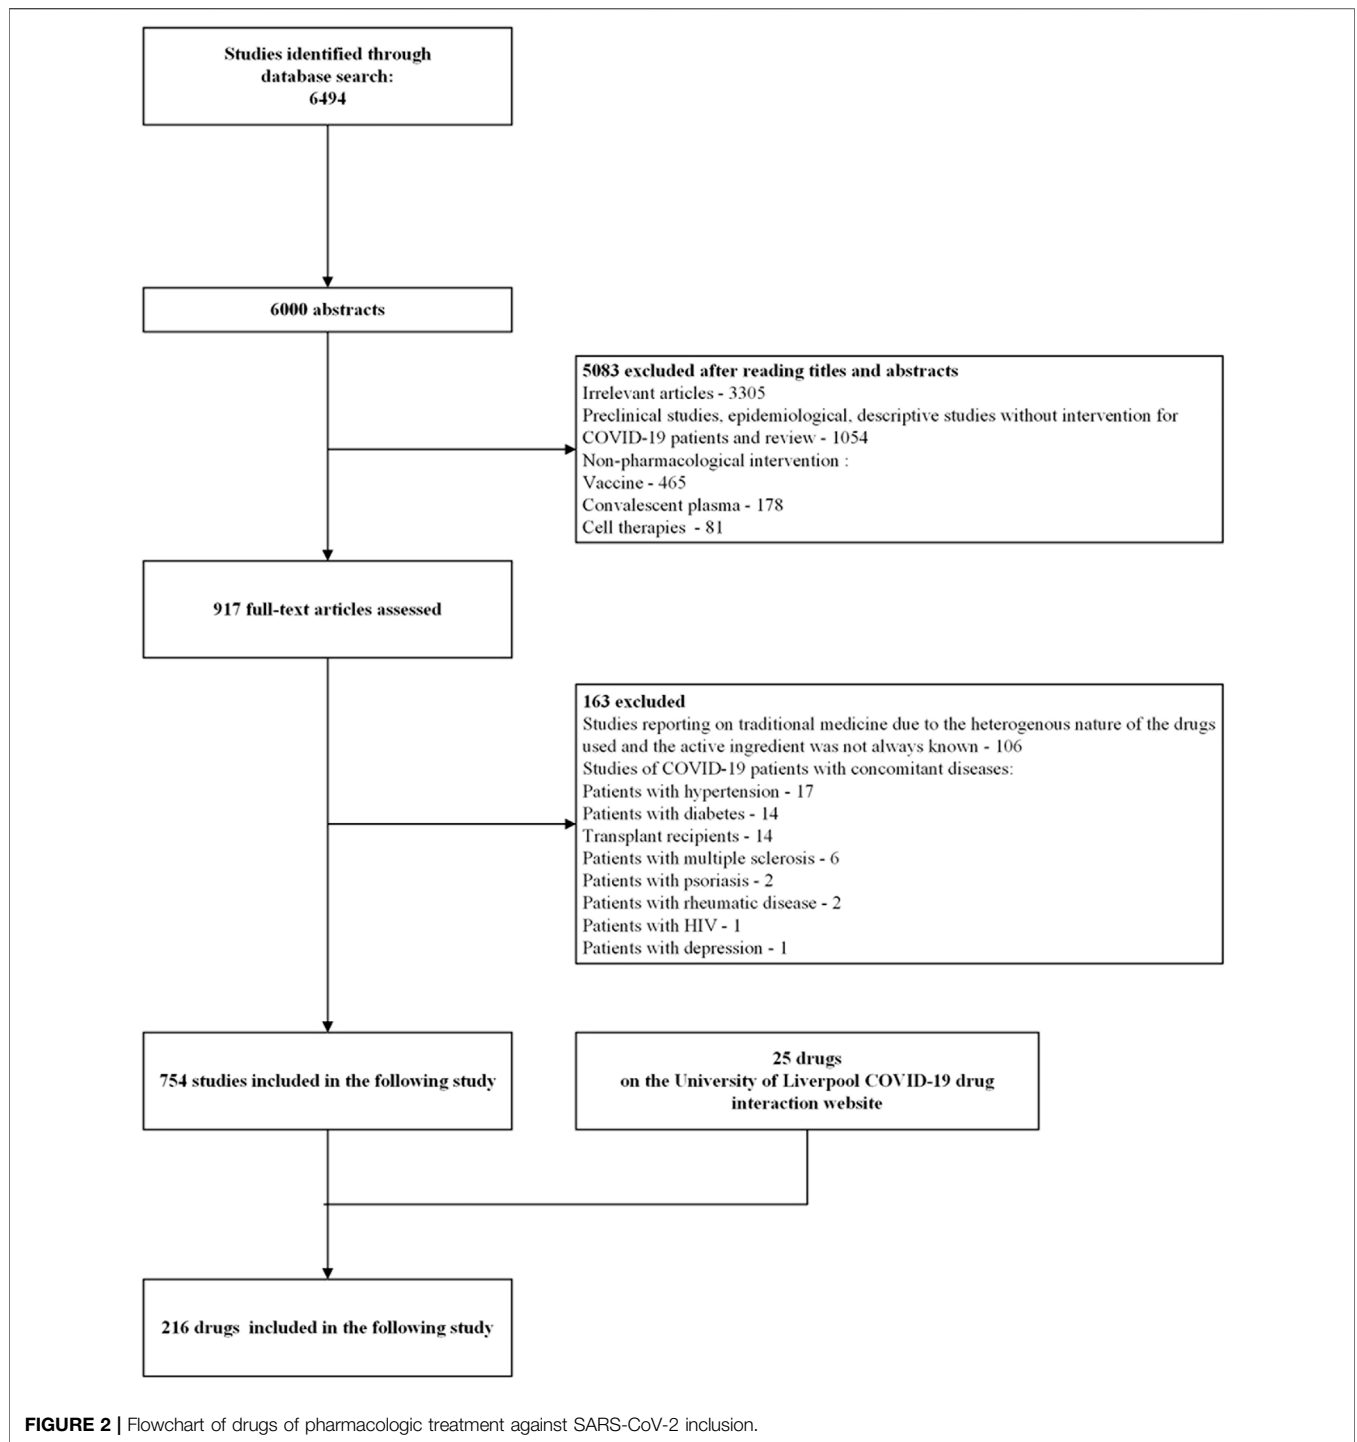 Studies identified through
database search:
6494
6000 abstracts
5083 excluded after reading titles and abstracts
Irrelevant articles - 3305
Preclinical studies, epidemiological, descriptive studies without intervention for
COVID-19 patients and review - 1054
Non-pharmacological intervention :
Vaccine - 465
Convalescent plasma - 178
Cell therapies - 81
917 full-text articles assessed
163 excluded
Studies reporting on traditional medicine due to the heterogenous nature of the drugs
used and the active ingredient was not always known - 106
Studies of COVID-19 patients with concomitant diseases:
Patients with hypertension - 17
Patients with diabetes - 14
Transplant recipients - 14
Patients with multiple sclerosis - 6
Patients with psoriasis - 2
Patients with rheumatic disease - 2
Patients with HIV - 1
Patients with depression - 1
754 studies included in the following study
25 drugs
on the University of Liverpool COVID-19 drug
interaction website
216 drugs included in the following study
FIGURE 2 | Flowchart of drugs of pharmacologic treatment against SARS-CoV-2 inclusion.